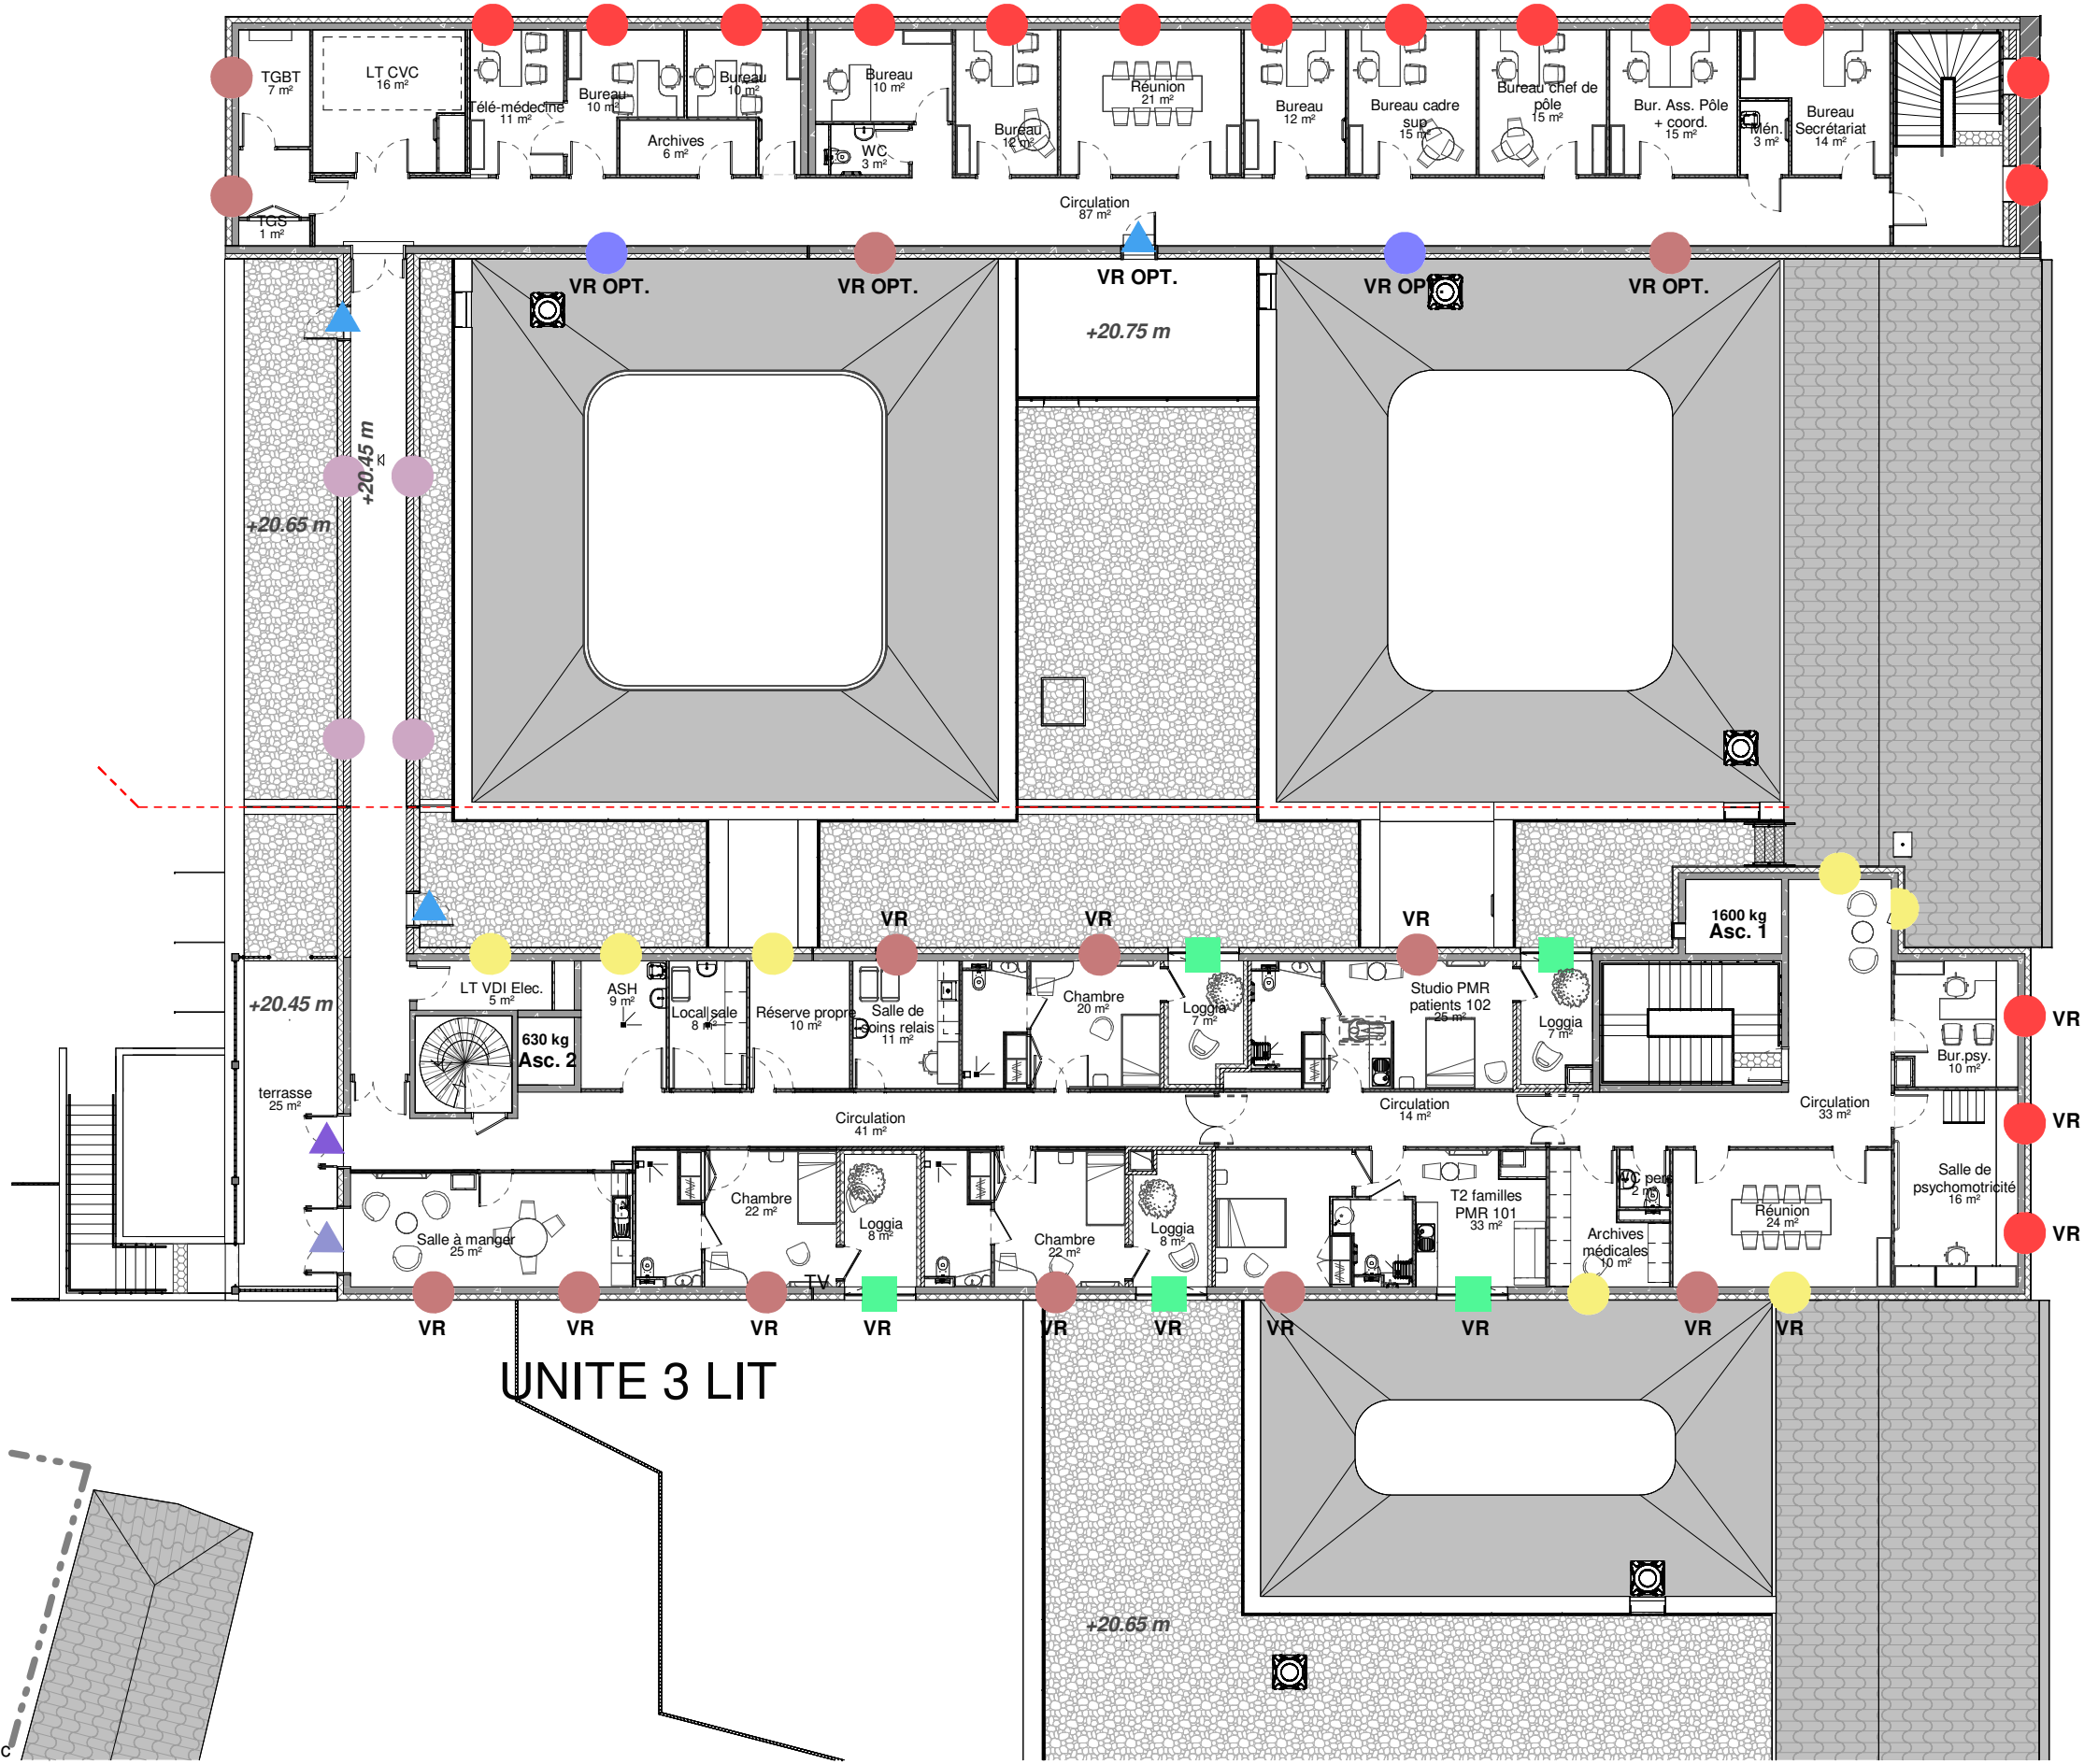 TGBT
7 m²
LT CVC
16 m²
Télé-médecine
11 m²
Bureau
10 m²
Bureau
10 m²
Archives
6 m²
Bureau
10 m²
WC
3 m²
Bureau
12 m²
Réunion
21 m²
Bureau
12 m²
Bureau cadre
sup
15 m²
Bureau chef de
pôle
15 m²
Bur. Ass. Pôle
+ coord.
15 m²
Mén.
3 m²
Bureau
Secrétariat
14 m²
TGS
1 m²
Circulation
87 m²
VR OPT.
VR OPT.
VR OPT.
VR OPT.
VR OPT.
+20.75 m
+20.45 m
+20.65 m
VR
VR
VR
1600 kg
Asc. 1
+20.45 m
LT VDI Elec.
5 m²
ASH
9 m²
Local sale
8 m²
Réserve propre
10 m²
Salle de
soins relais
11 m²
Chambre
20 m²
Loggia
7 m²
Studio PMR
patients 102
25 m²
Loggia
7 m²
630 kg
Asc. 2
Bur.psy.
10 m²
VR
terrasse
25 m²
Circulation
41 m²
Circulation
14 m²
Circulation
33 m²
VR
Salle à manger
25 m²
Chambre
22 m²
Loggia
8 m²
Chambre
22 m²
Loggia
8 m²
T2 familles
PMR 101
33 m²
WC pers
2 m²
Archives
médicales
10 m²
Réunion
24 m²
Salle de
psychomotricité
16 m²
VR
TV
L
VR
VR
VR
VR
VR
VR
VR
VR
VR
VR
UNITE 3 LIT
+20.65 m
c